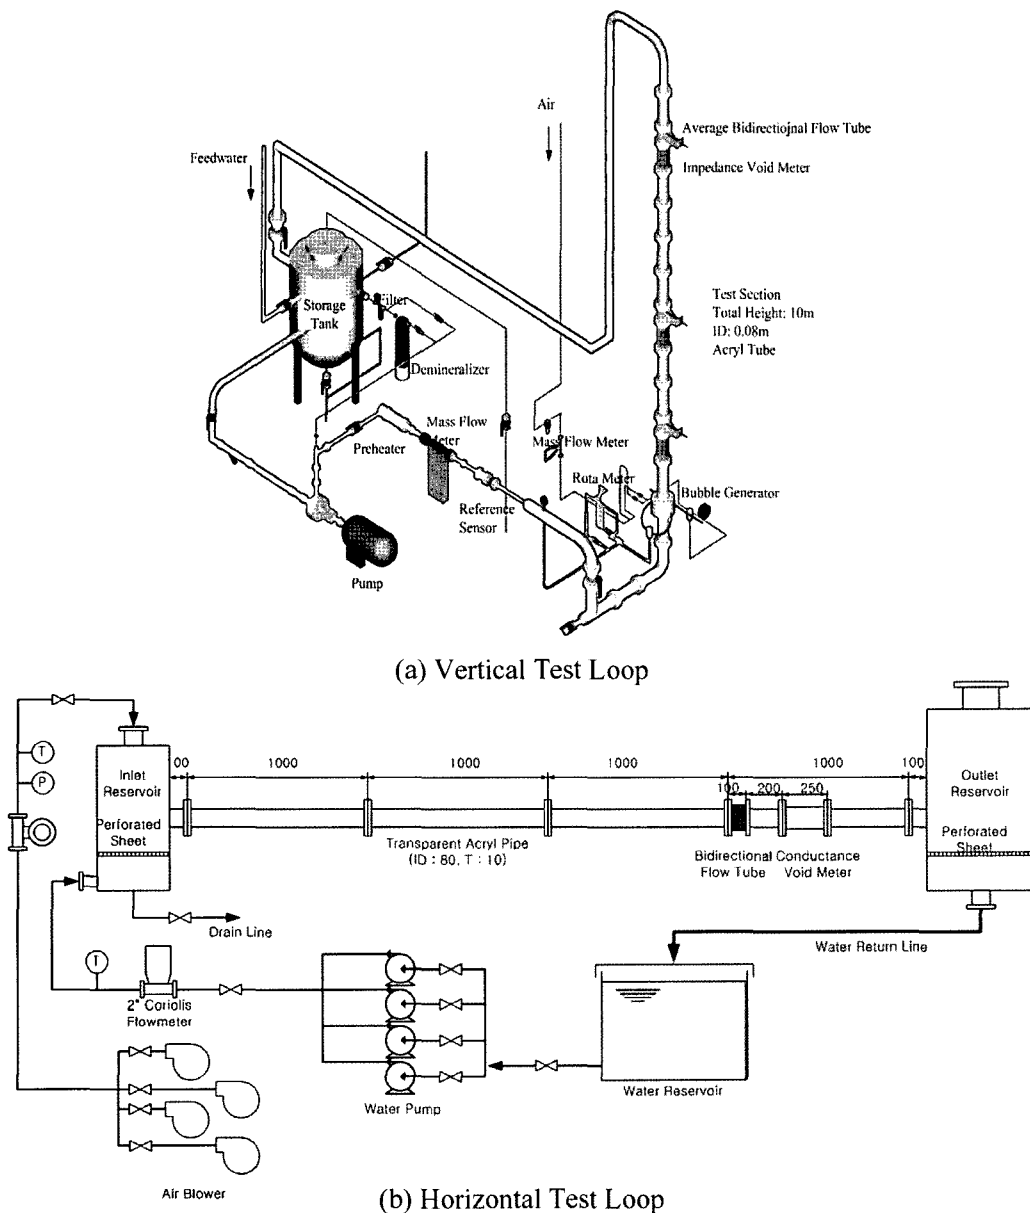 Air
Average Bidirectiojnal Flow Tube
Feedwater
Impedance Void Meter
Storage
Tank
Filter
Test Section
Total Height: 10m
ID: 0.08m
Acryl Tube
Demineralizer
Mass Flow
Meter
Preheater
Mass Flow Meter
Rota Meter
Bubble Generator
Reference
Sensor
Pump
(a) Vertical Test Loop
T
P
Inlet
Reservoir
Perforated
Sheet
00
1000
1000
1000
1000
100
100
200
250
Outlet
Reservoir
Perforated
Sheet
Transparent Acryl Pipe
(ID : 80, T : 10)
Bidirectional Conductance
Flow Tube Void Meter
Drain Line
Water Return Line
T
2" Coriolis
Flowmeter
Water Pump
Water Reservoir
Air Blower
(b) Horizontal Test Loop